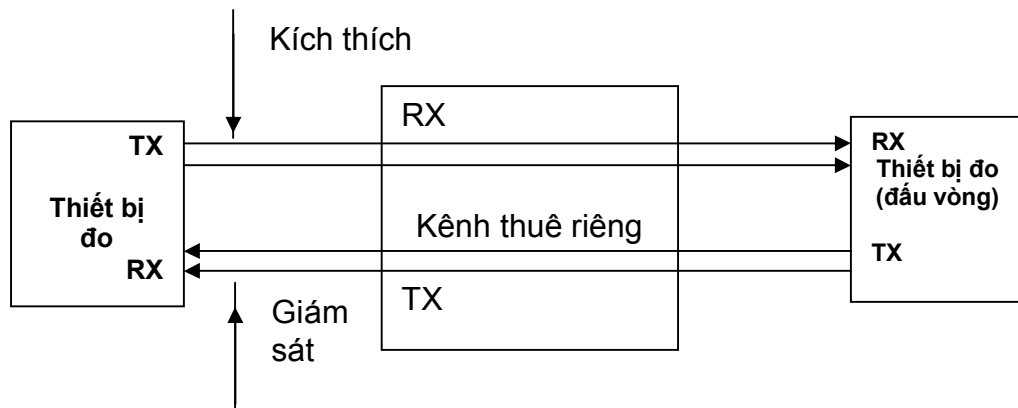 Kích thích
RX
TX
RX
Thiết bị đo
(đấu vòng)
Thiết bị
đo
Kênh thuê riêng
TX
RX
TX
Giám
sát